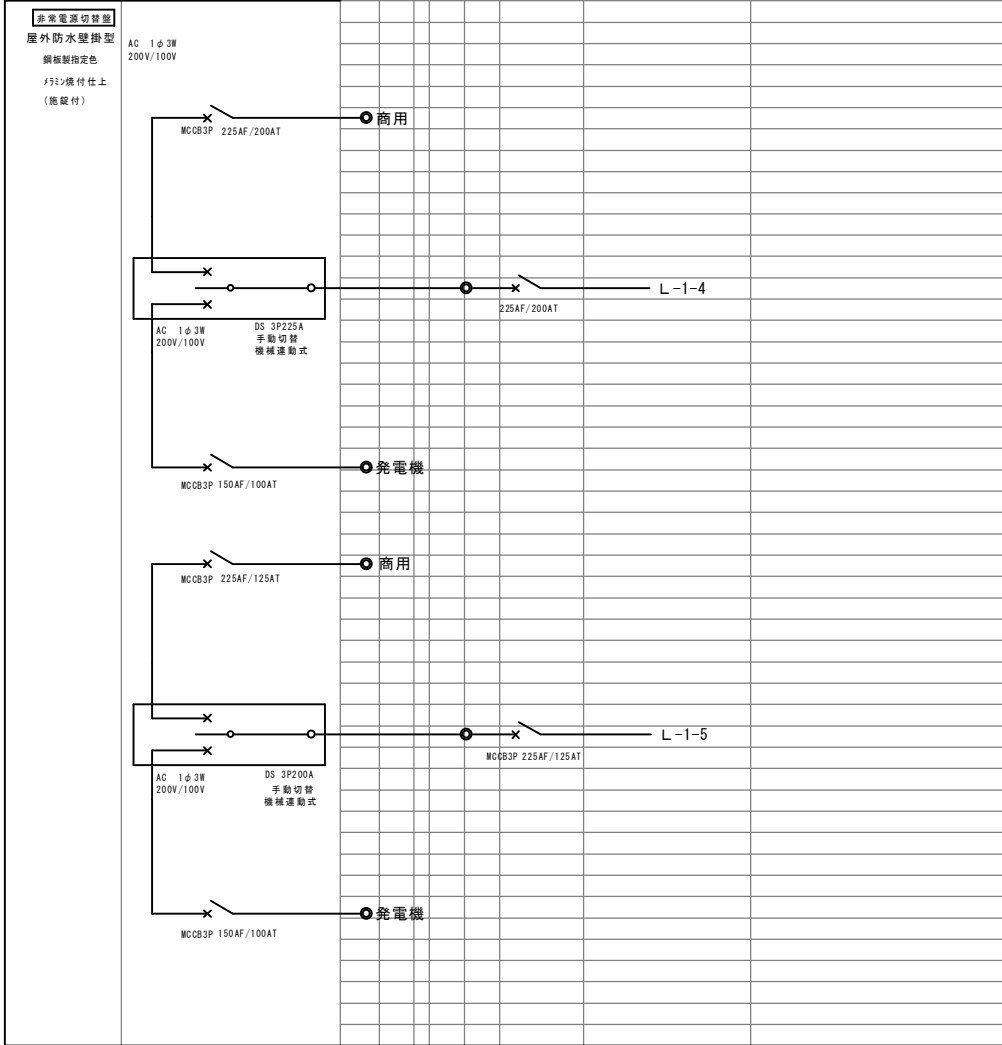 非常電源切替盤
屋外防水壁掛型
鋼板製指定色
メラミン焼付仕上
(施錠付)
AC 1φ3W
200V/100V
MCCB3P 225AF/200AT
商用
225AF/200AT
L-1-4
AC 1φ3W
200V/100V
DS 3P225A
手動切替
機械連動式
MCCB3P 150AF/100AT
発電機
MCCB3P 225AF/125AT
商用
MCCB3P 225AF/125AT
L-1-5
AC 1φ3W
200V/100V
DS 3P200A
手動切替
機械連動式
MCCB3P 150AF/100AT
発電機